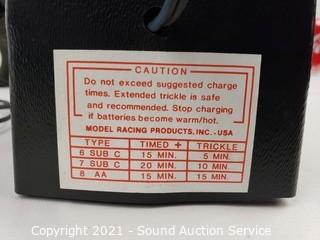 CAUTION
Do not exceed suggested charge
times. Extended trickle is safe
and recommended. Stop charging
if batteries become warm/hot.
MODEL RACING PRODUCTS, INC. - USA
TYPE TIMED + TRICKLE
6 SUB C 15 MIN. 5 MIN.
7 SUB C 20 MIN. 10 MIN.
8 AA 15 MIN. 15 MIN.
Copyright 2021 - Sound Auction Service